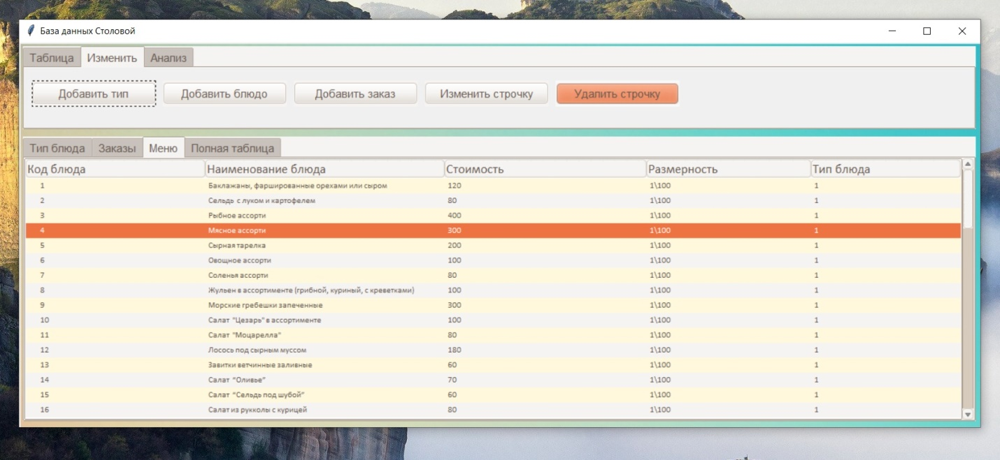 База данных Столовой
Таблица Изменить Анализ
Добавить тип Добавить блюдо Добавить заказ Изменить строчку Удалить строчку
Тип блюда Заказы Меню Полная таблица
Код блюда Наименование блюда Стоимость Размерность Тип блюда
1 Баклажаны, фаршированные орехами или сыром 120 1\100 1
2 Сельдь с луком и картофелем 80 1\100 1
3 Рыбное ассорти 400 1\100 1
4 Мясное ассорти 300 1\100 1
5 Сырная тарелка 200 1\100 1
6 Овощное ассорти 100 1\100 1
7 Соленья ассорти 80 1\100 1
8 Жульен в ассортименте (грибной, куриный, с креветками) 100 1\100 1
9 Морские гребешки запеченные 300 1\100 1
10 Салат "Цезарь" в ассортименте 100 1\100 1
11 Салат "Моцарелла" 80 1\100 1
12 Лосось под сырным муссом 180 1\100 1
13 Завитки ветчинные заливные 60 1\100 1
14 Салат "Оливье" 70 1\100 1
15 Салат "Сельдь под шубой" 60 1\100 1
16 Салат из рукколы с курицей 80 1\100 1